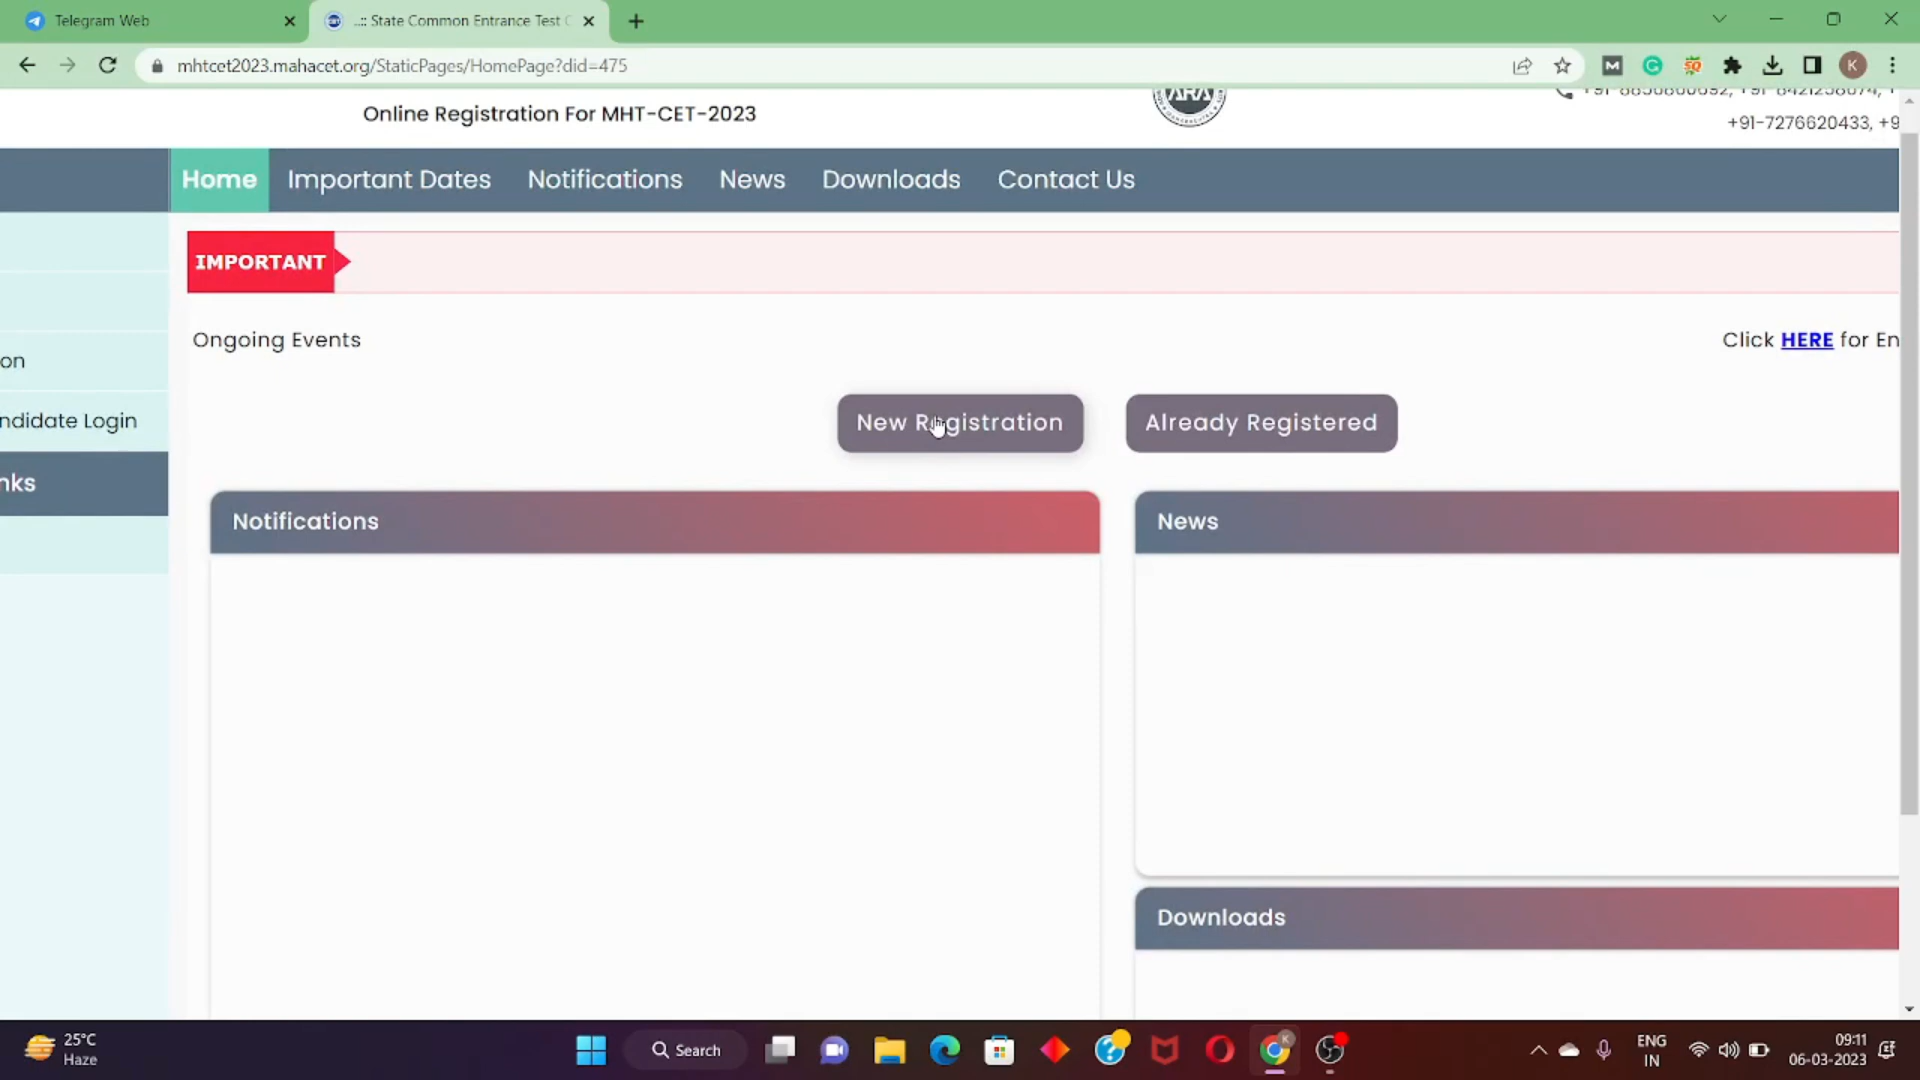 Telegram Web
..:: State Common Entrance Test C
mhtcet2023.mahacet.org/StaticPages/HomePage?did=475
Online Registration For MHT-CET-2023
ARA
+91-7276620433, +9
Home
Important Dates
Notifications
News
Downloads
Contact Us
IMPORTANT
on
ndidate Login
nks
Ongoing Events
Click HERE for En
New Registration
Already Registered
Notifications
News
Downloads
25°C
Haze
Search
ENG
IN
09:11
06-03-2023